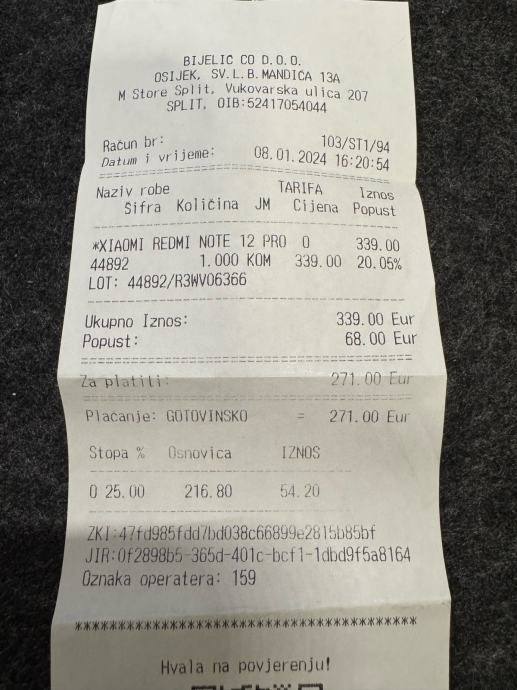 BIJELIC CO D.O.O.
OSIJEK, SV.L.B.MANDICA 13A
M Store Split, Vukovarska ulica 207
SPLIT, OIB:52417054044
Račun br: 103/ST1/94
Datum i vrijeme: 08.01.2024 16:20:54
Naziv robe TARIFA Iznos
Šifra Količina JM Cijena Popust
*XIAOMI REDMI NOTE 12 PRO O 339.00
44892 1.000 KOM 339.00 20.05%
LOT: 44892/R3WV06366
Ukupno Iznos: 339.00 Eur
Popust: 68.00 Eur
Za platiti: 271.00 Eur
Plaćanje: GOTOVINSKO = 271.00 Eur
Stopa % Osnovica IZNOS
O 25.00 216.80 54.20
ZKI:47fd985fdd7bd038c66899e2815b85bf
JIR:0f2898b5-365d-401c-bcf1-1dbd9f5a8164
Oznaka operatera: 159
****************************************
Hvala na povjerenju!